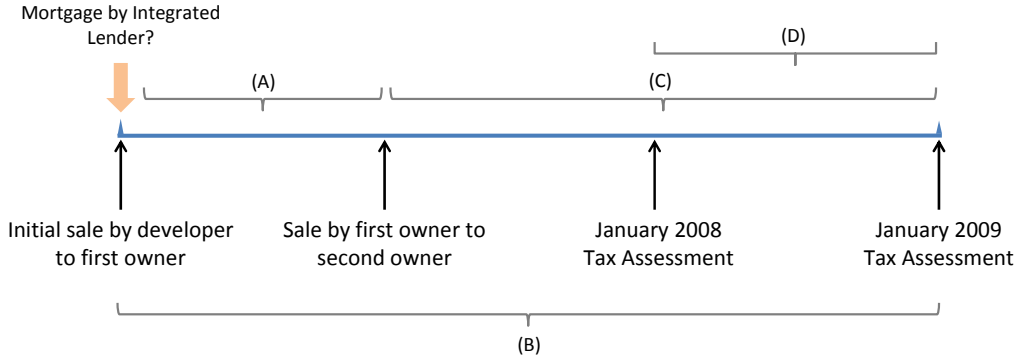 Mortgage by Integrated
Lender?
(D)
(A)
(C)
Initial sale by developer
to first owner
Sale by first owner to
second owner
January 2008
Tax Assessment
January 2009
Tax Assessment
(B)